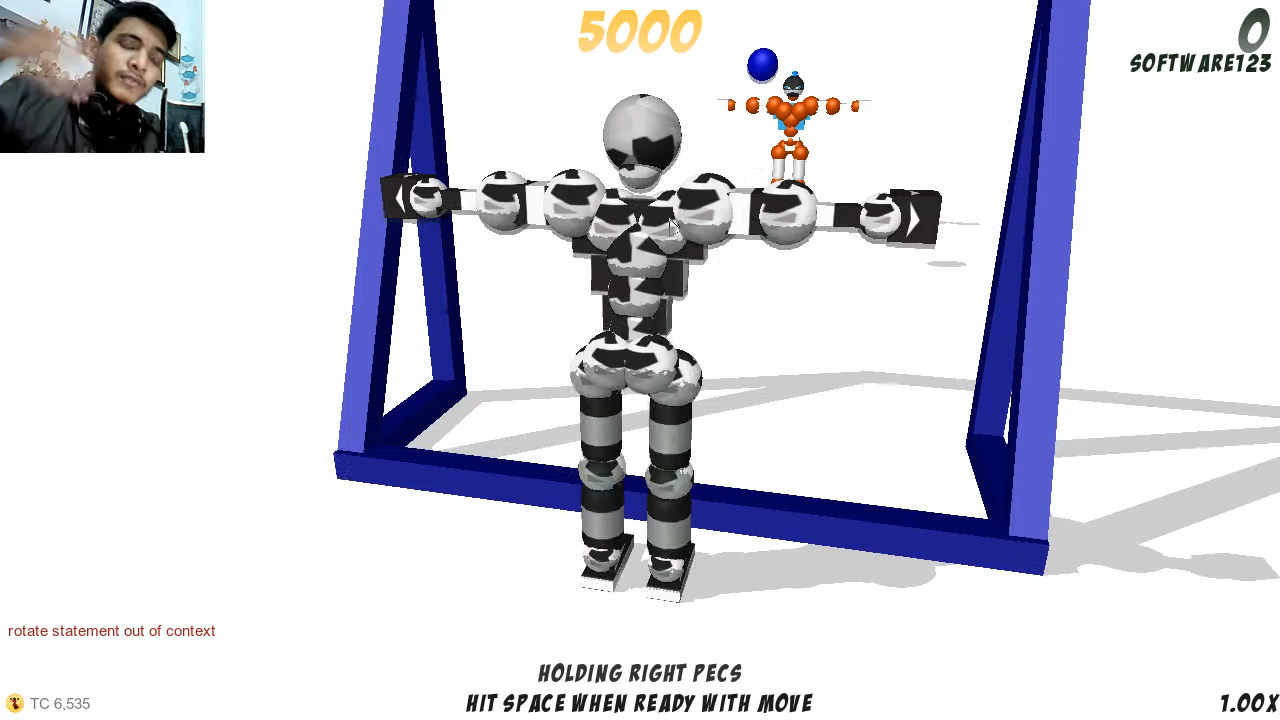 5000
0
SOFTWARE123
rotate statement out of context
HOLDING RIGHT PECS
HIT SPACE WHEN READY WITH MOVE
TC 6,535
1.00X